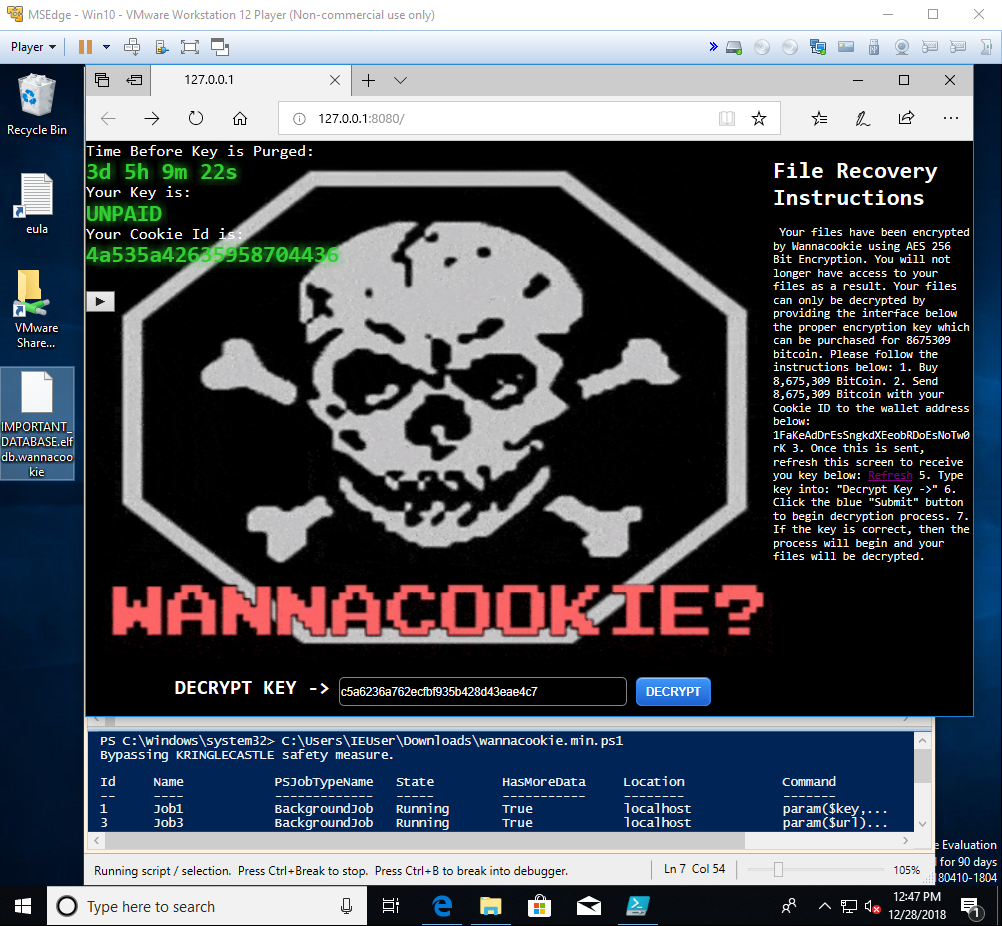 MSEdge - Win10 - VMware Workstation 12 Player (Non-commercial use only)
Player
Recycle Bin
eula
VMware
Share...
IMPORTANT_
DATABASE.elf
db.wannacoo
kie
127.0.0.1
127.0.0.1:8080/
Time Before Key is Purged:
3d 5h 9m 22s
Your Key is:
UNPAID
Your Cookie Id is:
4a535a42635958704436
File Recovery
Instructions
Your files have been encrypted
by Wannacookie using AES 256
Bit Encryption. You will not
longer have access to your
files as a result. Your files
can only be decrypted by
providing the interface below
the proper encryption key which
can be purchased for 8675309
bitcoin. Please follow the
instructions below: 1. Buy
8,675,309 BitCoin. 2. Send
8,675,309 Bitcoin with your
Cookie ID to the wallet address
below:
1FaKeAdDrEsSngkdXEeobRDoEsNoTw0
rK 3. Once this is sent,
refresh this screen to receive
you key below: Refresh 5. Type
key into: "Decrypt Key ->" 6.
Click the blue "Submit" button
to begin decryption process. 7.
If the key is correct, then the
process will begin and your
files will be decrypted.
WANNACOOKIE?
DECRYPT KEY -> c5a6236a762ecfbf935b428d43eae4c7 DECRYPT
PS C:\Windows\system32> C:\Users\IEUser\Downloads\wannacookie.min.ps1
Bypassing KRINGLECASTLE safety measure.
Id Name PSJobTypeName State HasMoreData Location Command
-- ---- ------------- ----- ----------- -------- -------
1 Job1 BackgroundJob Running True localhost param($key,...
3 Job3 BackgroundJob Running True localhost param($url)...
Running script / selection. Press Ctrl+Break to stop. Press Ctrl+B to break into debugger. Ln 7 Col 54 105%
e Evaluation
for 90 days
180410-1804
Type here to search
12:47 PM
12/28/2018
1